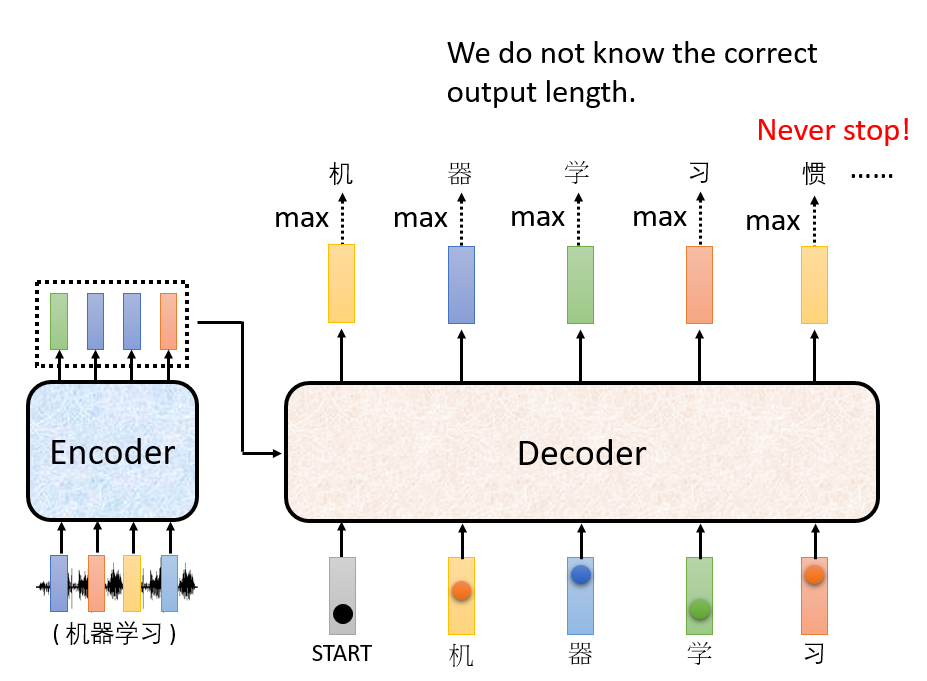 We do not know the correct
output length.
Never stop!
机 器 学 习 惯 ……
max max max max max
Encoder
Decoder
( 机器学习 )
START 机 器 学 习